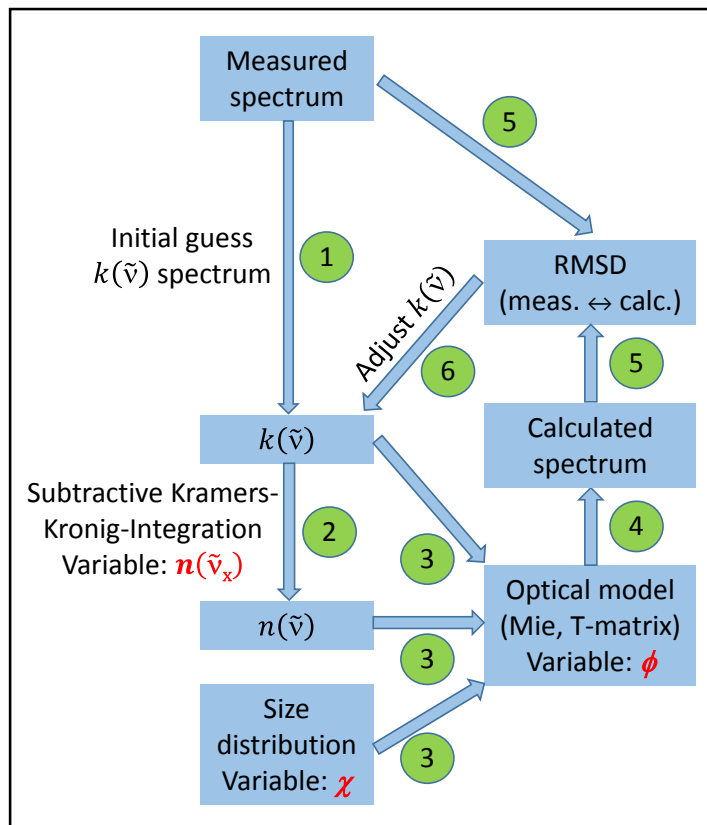 Measured
spectrum
5
Initial guess
k(ṽ) spectrum
1
RMSD
(meas. ↔ calc.)
Adjust k(ṽ)
6
5
k(ṽ)
Calculated
spectrum
Subtractive Kramers-
Kronig-Integration
Variable: n(ṽₓ)
2
4
3
Optical model
(Mie, T-matrix)
Variable: ϕ
n(ṽ)
3
Size
distribution
Variable: χ
3